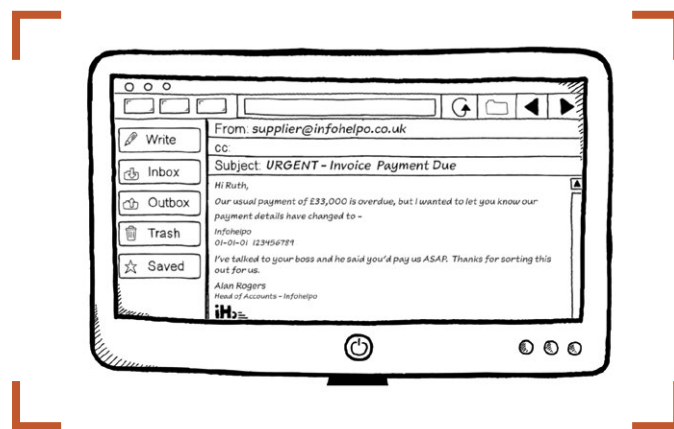 From: supplier@infohelpo.co.uk
cc:
Subject: URGENT - Invoice Payment Due
Write
Inbox
Outbox
Trash
Saved
Hi Ruth,
Our usual payment of £33,000 is overdue, but I wanted to let you know our
payment details have changed to -
Infohelpo
01-01-01 123456789
I've talked to your boss and he said you'd pay us ASAP. Thanks for sorting this
out for us.
Alan Rogers
Head of Accounts - Infohelpo
iH